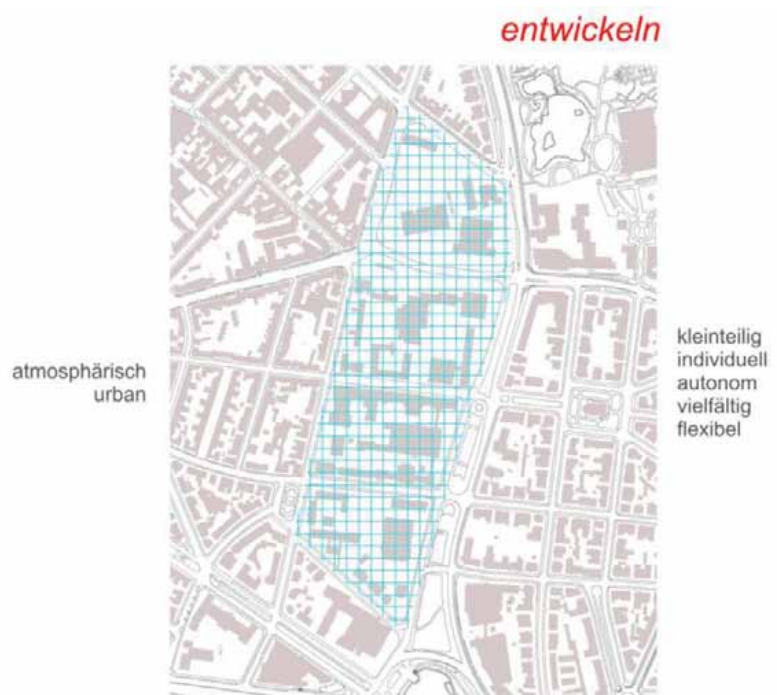 entwickeln
atmosphärisch
urban
kleinteilig
individuell
autonom
vielfältig
flexibel